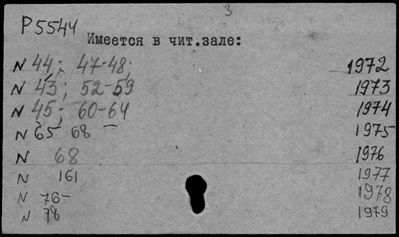 3
P5544
Имеется в чит.зале:
N 44; 47-48; 1972
N 43; 52-59 1973
N 45; 60-64 1974
N 65 68 - 1975
N 68 1976
N 161 1977
N 76- 1978
N 78 1979